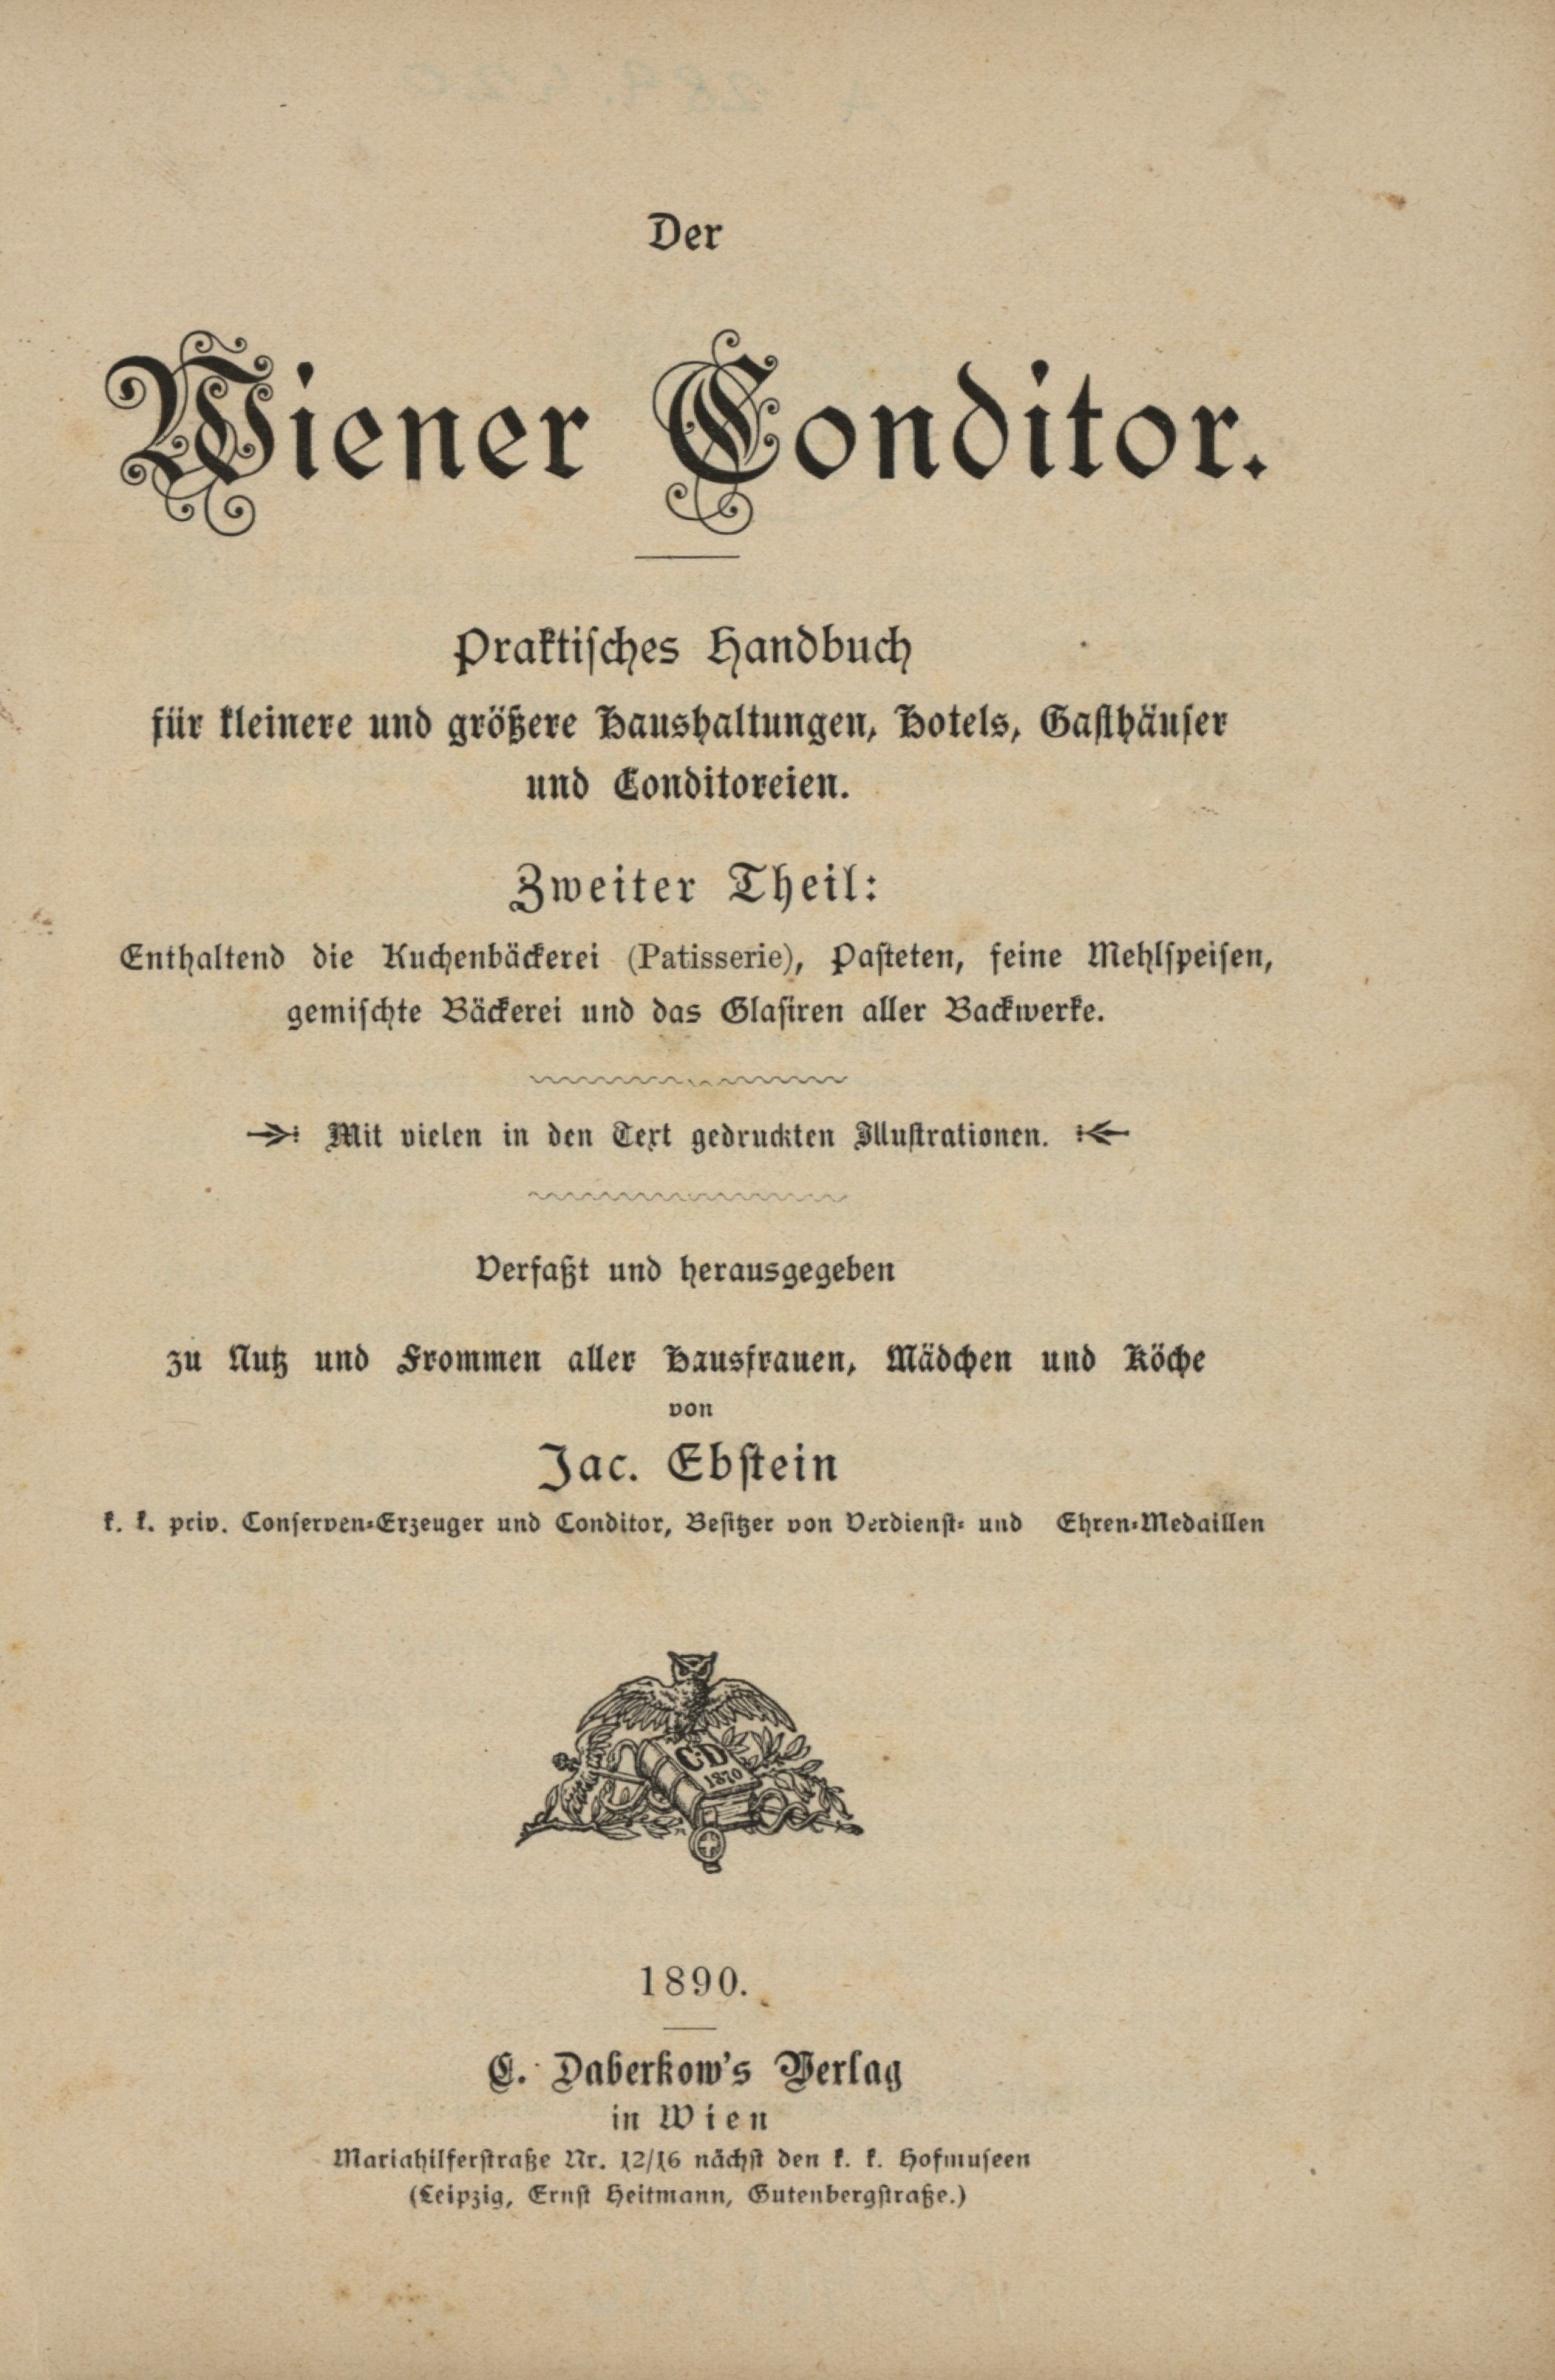 Der
Wiener Conditor.
Praktisches Handbuch
für kleinere und größere Haushaltungen, Hotels, Gasthäuser
und Conditoreien.
Zweiter Theil:
Enthaltend die Kuchenbäckerei (Patisserie), Pasteten, feine Mehlspeisen,
gemischte Bäckerei und das Glasiren aller Backwerke.
Mit vielen in den Text gedruckten Illustrationen.
Verfaßt und herausgegeben
zu Nutz und Frommen aller Hausfrauen, Mädchen und Köche
von
Jac. Ebstein
k. k. priv. Conserven-Erzeuger und Conditor, Besitzer von Verdienst- und Ehren-Medaillen
C·D
1870
1890.
C. Daberkow's Verlag
in Wien
Mariahilferstraße Nr. 12/16 nächst den k. k. Hofmuseen
(Leipzig, Ernst Heitmann, Gutenbergstraße.)